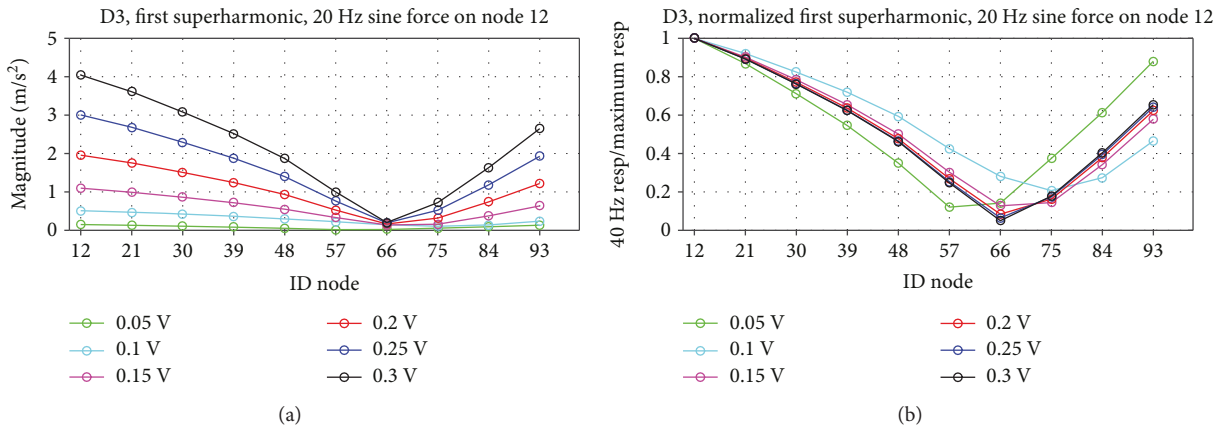 D3, first superharmonic, 20 Hz sine force on node 12
Magnitude (m/s²)
5
4
3
2
1
0
12 21 30 39 48 57 66 75 84 93
ID node
0.05 V
0.1 V
0.15 V
0.2 V
0.25 V
0.3 V
(a)
D3, normalized first superharmonic, 20 Hz sine force on node 12
40 Hz resp/maximum resp
1
0.8
0.6
0.4
0.2
0
12 21 30 39 48 57 66 75 84 93
ID node
0.05 V
0.1 V
0.15 V
0.2 V
0.25 V
0.3 V
(b)